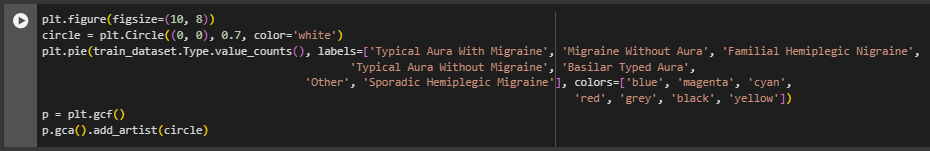 plt.figure(figsize=(10, 8))
circle = plt.Circle((0, 0), 0.7, color='white')
plt.pie(train_dataset.Type.value_counts(), labels=['Typical Aura With Migraine', 'Migraine Without Aura', 'Familial Hemiplegic Nigraine',
'Typical Aura Without Migraine', 'Basilar Typed Aura',
'Other', 'Sporadic Hemiplegic Migraine'], colors=['blue', 'magenta', 'cyan',
'red', 'grey', 'black', 'yellow'])
p = plt.gcf()
p.gca().add_artist(circle)